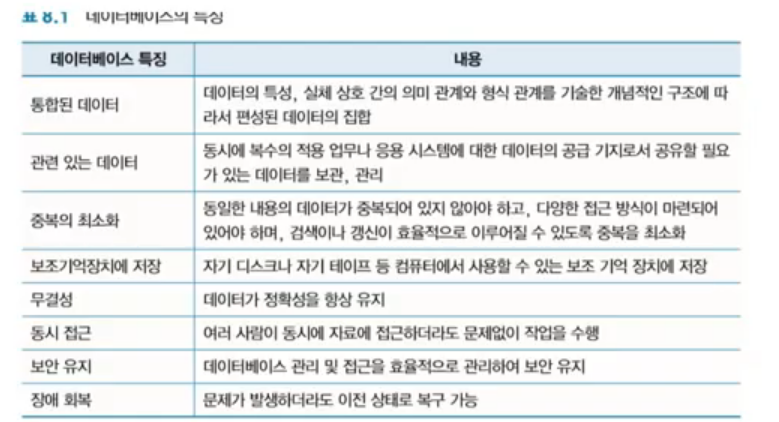 표 8.1 데이터베이스의 특징
데이터베이스 특징 내용
통합된 데이터 데이터의 특성, 실체 상호 간의 의미 관계와 형식 관계를 기술한 개념적인 구조에 따
라서 편성된 데이터의 집합
관련 있는 데이터 동시에 복수의 적용 업무나 응용 시스템에 대한 데이터의 공급 기지로서 공유할 필요
가 있는 데이터를 보관, 관리
중복의 최소화 동일한 내용의 데이터가 중복되어 있지 않아야 하고, 다양한 접근 방식이 마련되어
있어야 하며, 검색이나 갱신이 효율적으로 이루어질 수 있도록 중복을 최소화
보조기억장치에 저장 자기 디스크나 자기 테이프 등 컴퓨터에서 사용할 수 있는 보조 기억 장치에 저장
무결성 데이터가 정확성을 항상 유지
동시 접근 여러 사람이 동시에 자료에 접근하더라도 문제없이 작업을 수행
보안 유지 데이터베이스 관리 및 접근을 효율적으로 관리하여 보안 유지
장애 회복 문제가 발생하더라도 이전 상태로 복구 가능